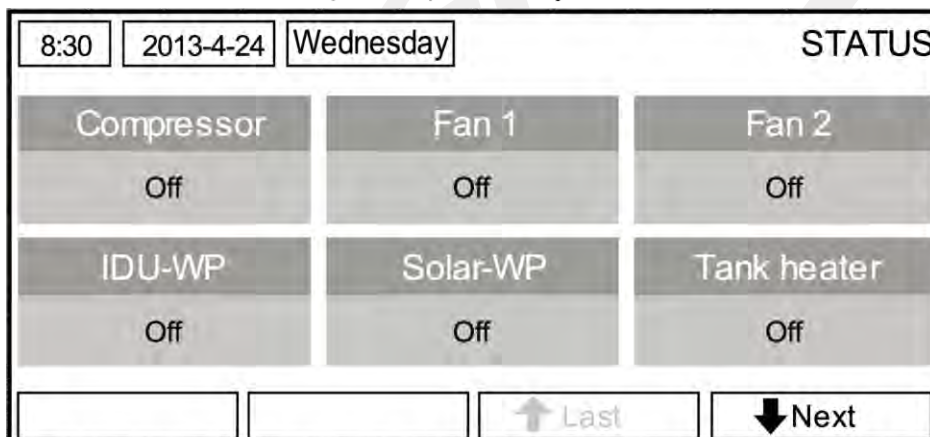 8:30 2013-4-24 Wednesday STATUS
Compressor Fan 1 Fan 2
Off Off Off
IDU-WP Solar-WP Tank heater
Off Off Off
Last Next